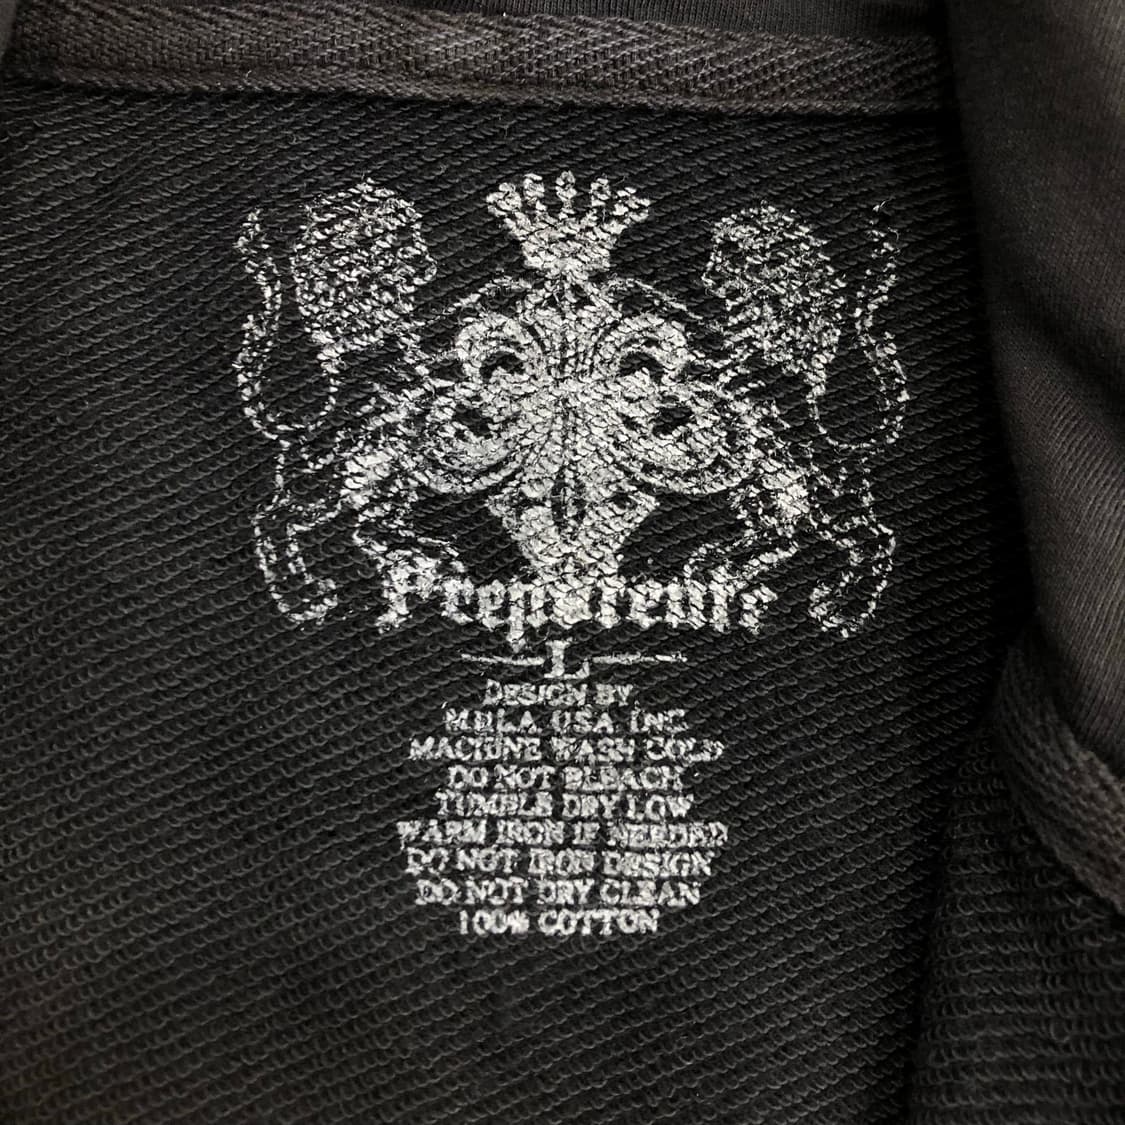 Preparente
L
DESIGN BY
USA INC.
MACHINE WASH COLD
DO NOT BLEACH
TUMBLE DRY LOW
WARM IRON IF NEEDED
DO NOT IRON DESIGN
DO NOT DRY CLEAN
100% COTTON